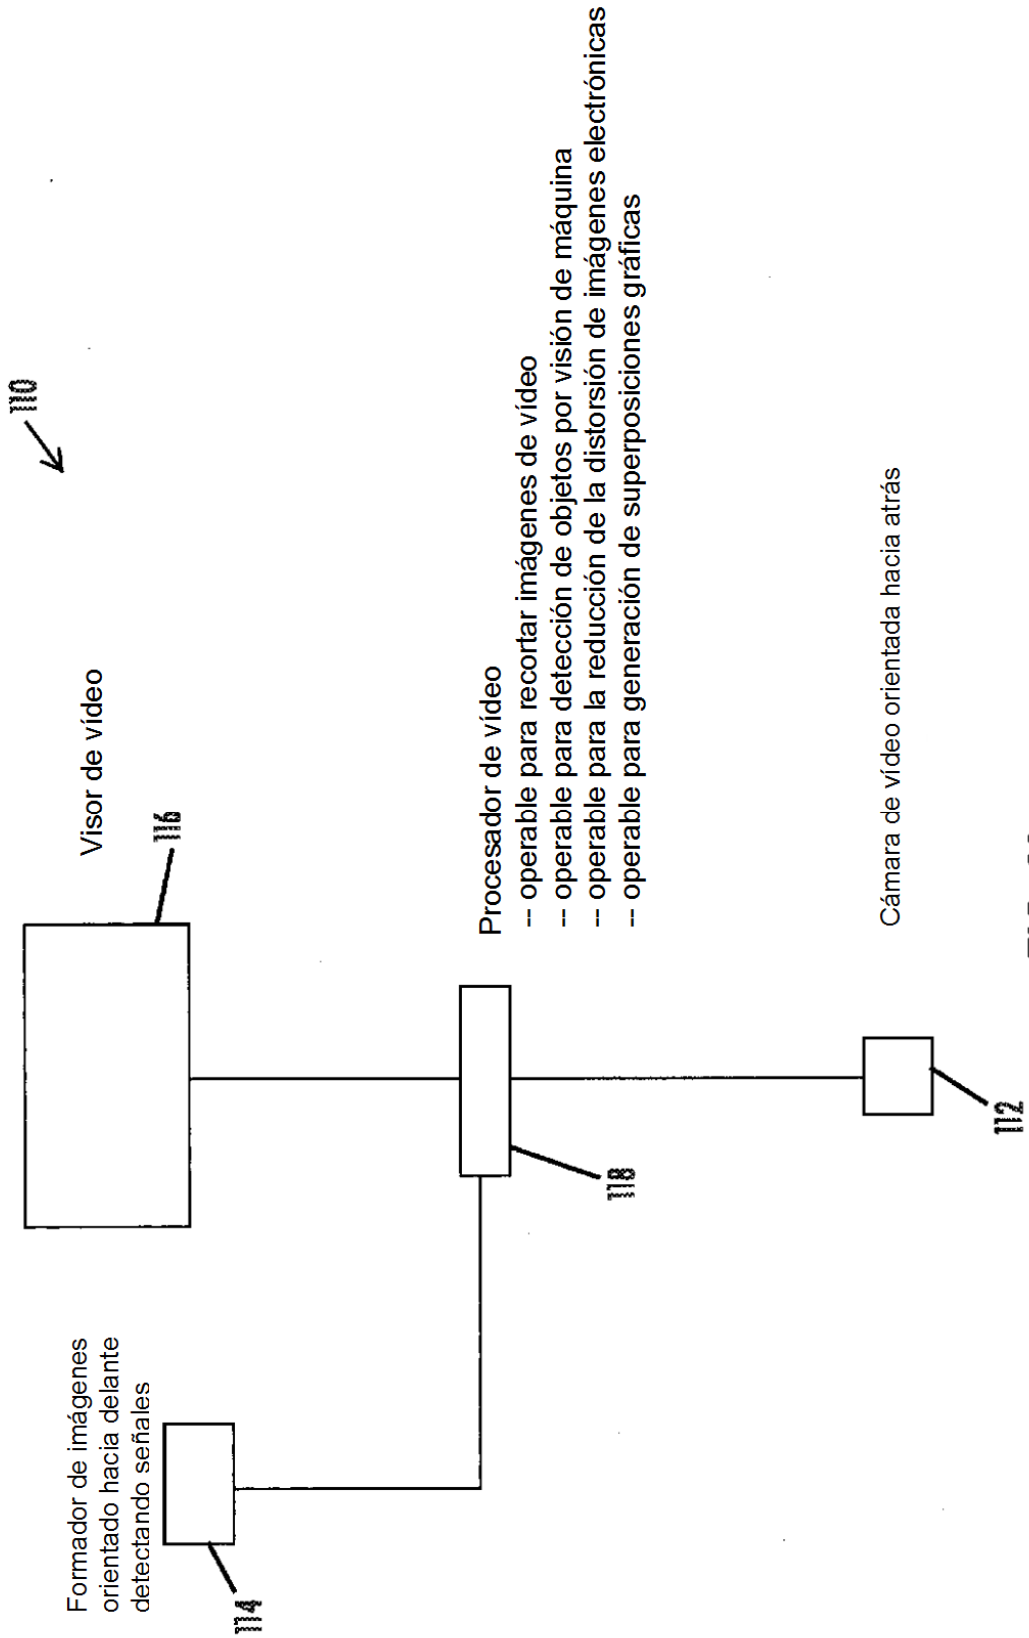 110
Visor de vídeo
116
Formador de imágenes
orientado hacia delante
detectando señales
114
Procesador de vídeo
-- operable para recortar imágenes de vídeo
-- operable para detección de objetos por visión de máquina
-- operable para la reducción de la distorsión de imágenes electrónicas
-- operable para generación de superposiciones gráficas
118
Cámara de vídeo orientada hacia atrás
112